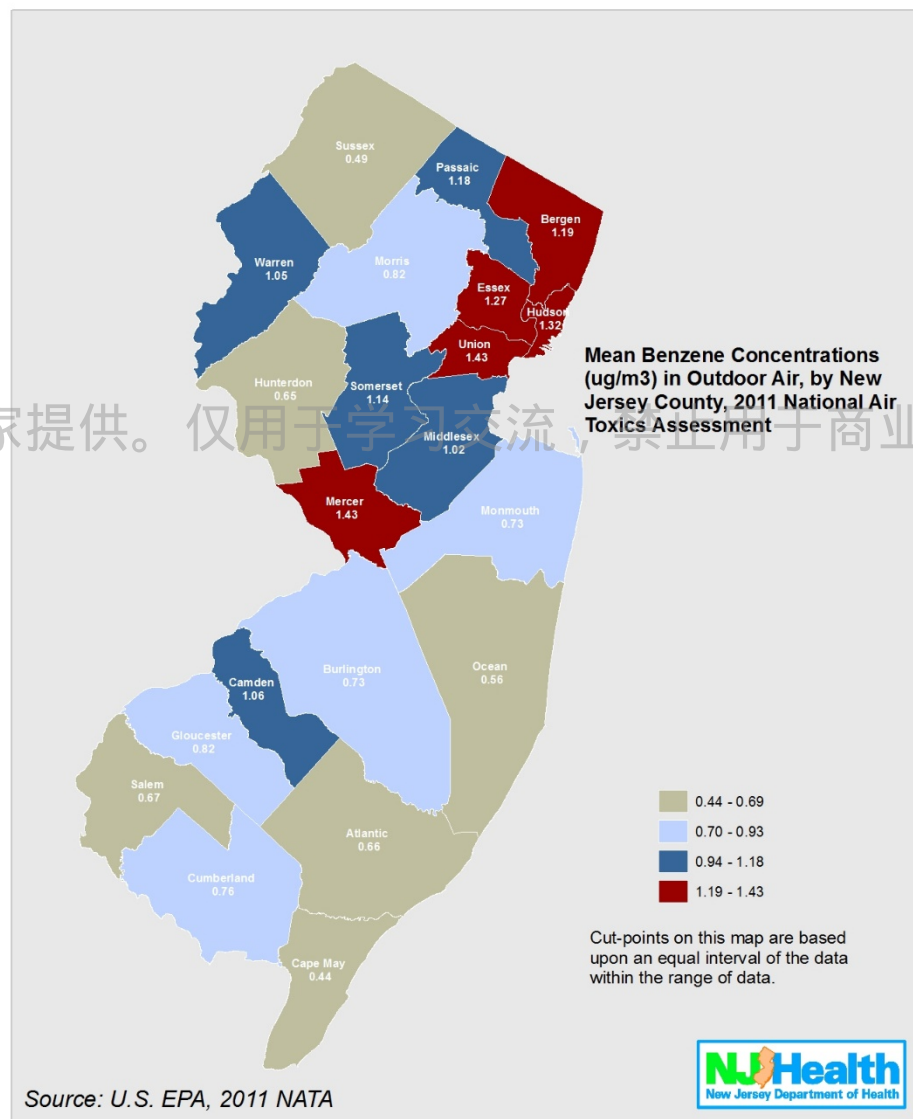 Sussex
0.49
Passaic
1.18
Bergen
1.19
Warren
1.05
Morris
0.82
Essex
1.27
Hudson
1.32
Union
1.43
Mean Benzene Concentrations
(ug/m3) in Outdoor Air, by New
Jersey County, 2011 National Air
Toxics Assessment
Hunterdon
0.65
Somerset
1.14
家提供。仅用于学习交流，禁止用于商业
Middlesex
1.02
Mercer
1.43
Monmouth
0.73
Burlington
0.73
Ocean
0.56
Camden
1.06
Gloucester
0.82
Salem
0.67
Atlantic
0.66
Cumberland
0.76
Cape May
0.44
0.44 - 0.69
0.70 - 0.93
0.94 - 1.18
1.19 - 1.43
Cut-points on this map are based
upon an equal interval of the data
within the range of data.
NJHealth
New Jersey Department of Health
Source: U.S. EPA, 2011 NATA